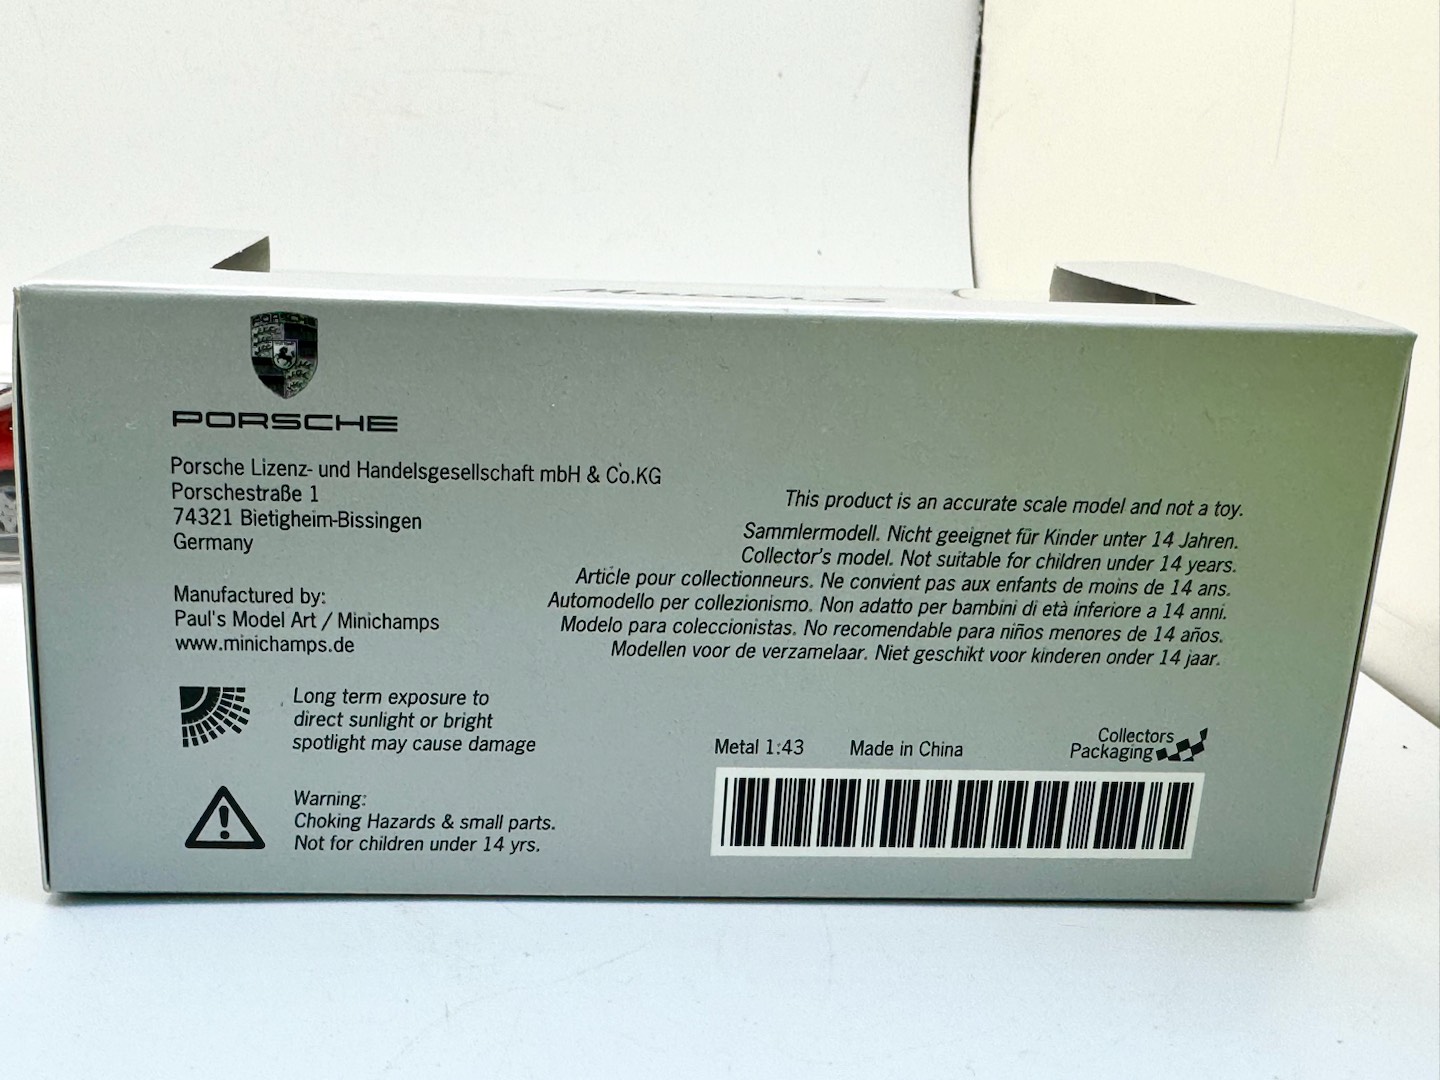 PORSCHE
PORSCHE
Porsche Lizenz- und Handelsgesellschaft mbH & Co.KG
Porschestraße 1
74321 Bietigheim-Bissingen
Germany
Manufactured by:
Paul's Model Art / Minichamps
www.minichamps.de
Long term exposure to
direct sunlight or bright
spotlight may cause damage
Warning:
Choking Hazards & small parts.
Not for children under 14 yrs.
This product is an accurate scale model and not a toy.
Sammlermodell. Nicht geeignet für Kinder unter 14 Jahren.
Collector's model. Not suitable for children under 14 years.
Article pour collectionneurs. Ne convient pas aux enfants de moins de 14 ans.
Automodello per collezionismo. Non adatto per bambini di età inferiore a 14 anni.
Modelo para coleccionistas. No recomendable para niños menores de 14 años.
Modellen voor de verzamelaar. Niet geschikt voor kinderen onder 14 jaar.
Metal 1:43 Made in China
Collectors
Packaging